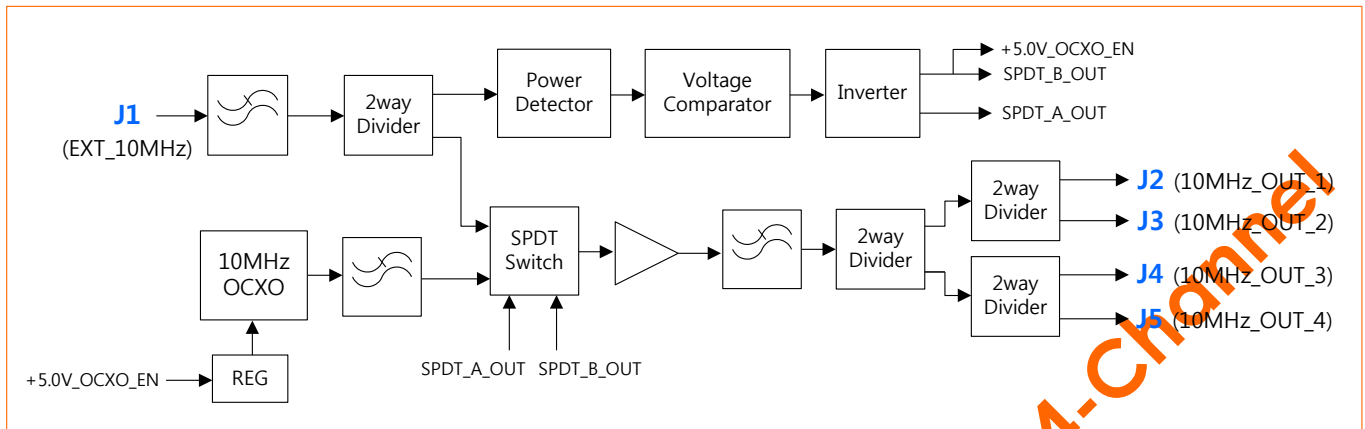 +5.0V_OCXO_EN
SPDT_B_OUT
SPDT_A_OUT
Power
Detector
Voltage
Comparator
Inverter
2way
Divider
J1
(EXT_10MHz)
2way
Divider
J2 (10MHz_OUT_1)
J3 (10MHz_OUT_2)
SPDT
Switch
2way
Divider
10MHz
OCXO
2way
Divider
J4 (10MHz_OUT_3)
J5 (10MHz_OUT_4)
SPDT_A_OUT SPDT_B_OUT
+5.0V_OCXO_EN
REG
4-Channel